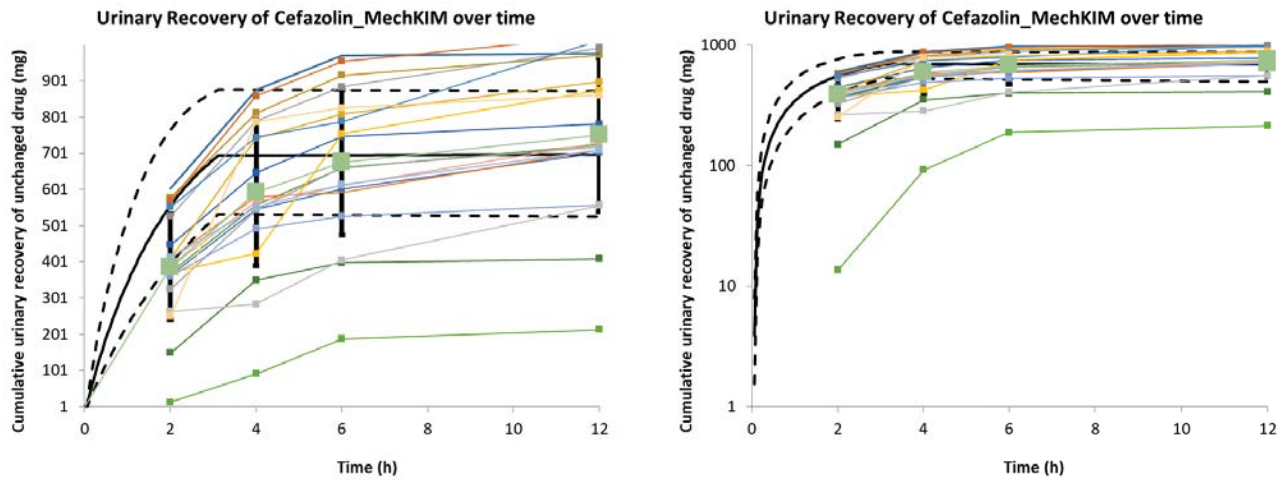 Urinary Recovery of Cefazolin_MechKIM over time
Cumulative urinary recovery of unchanged drug (mg)
901
801
701
601
501
401
301
201
101
1
0 2 4 6 8 10 12
Time (h)
Urinary Recovery of Cefazolin_MechKIM over time
Cumulative urinary recovery of unchanged drug (mg)
1000
100
10
1
0 2 4 6 8 10 12
Time (h)